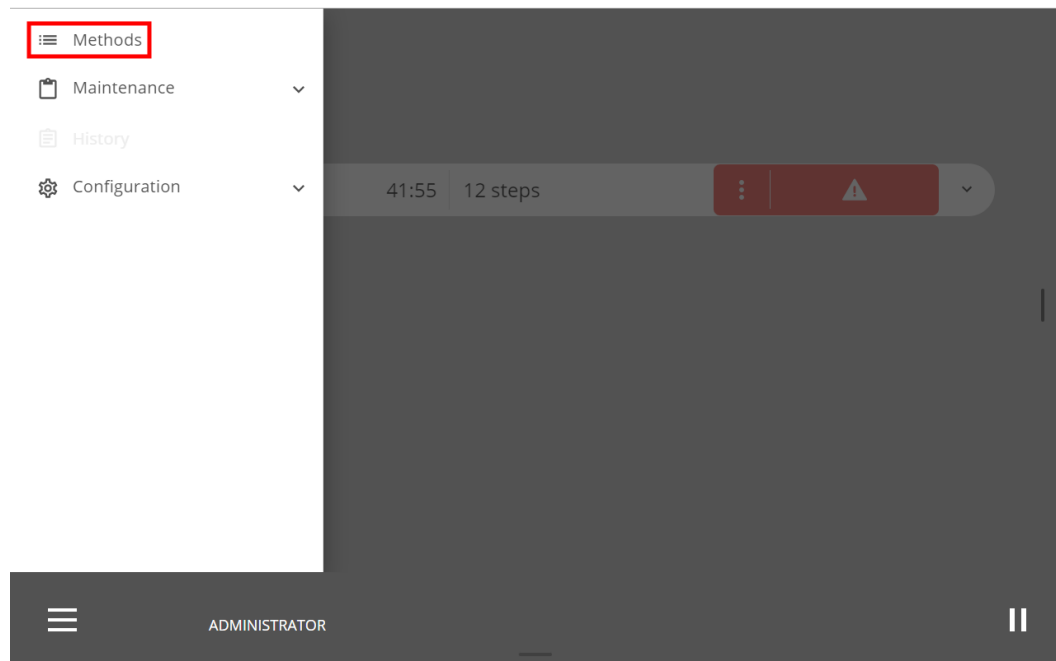 Methods
Maintenance
History
Configuration
41:55 12 steps
ADMINISTRATOR